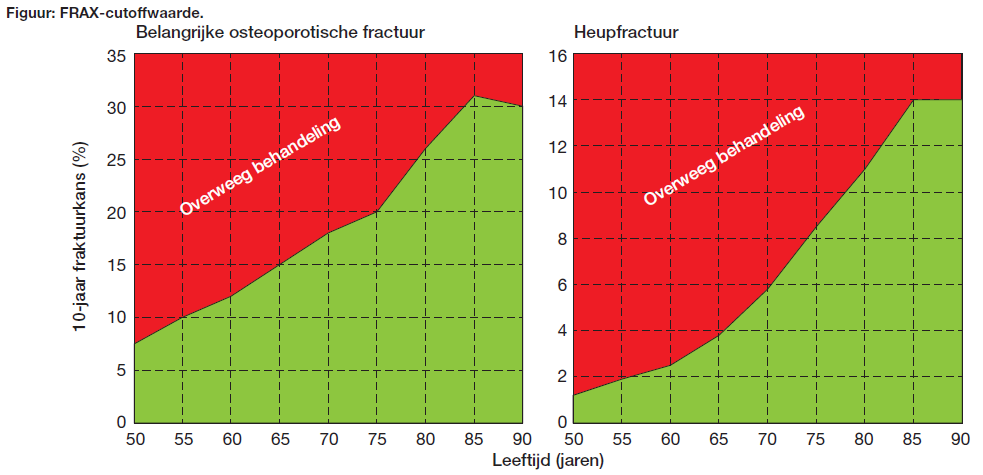 Figuur: FRAX-cutoffwaarde.
Belangrijke osteoporotische fractuur
10-jaar fraktuurkans (%)
35
30
25
20
15
10
5
0
Overweeg behandeling
50 55 60 65 70 75 80 85 90
Heupfractuur
16
14
12
10
8
6
4
2
0
Overweeg behandeling
50 55 60 65 70 75 80 85 90
Leeftijd (jaren)